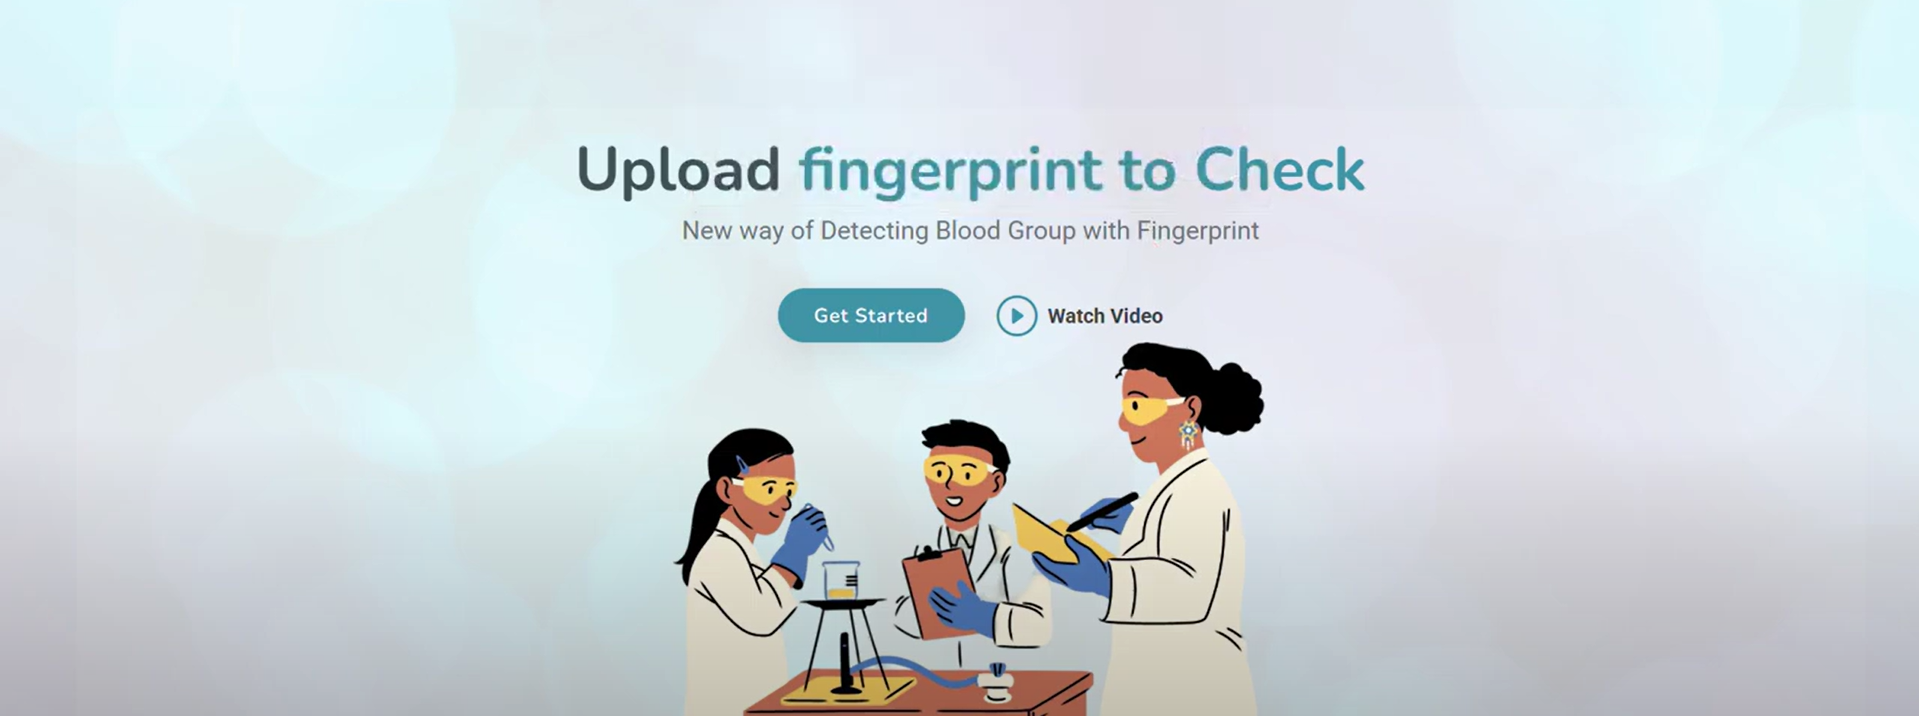 Upload fingerprint to Check
New way of Detecting Blood Group with Fingerprint
Get Started
Watch Video